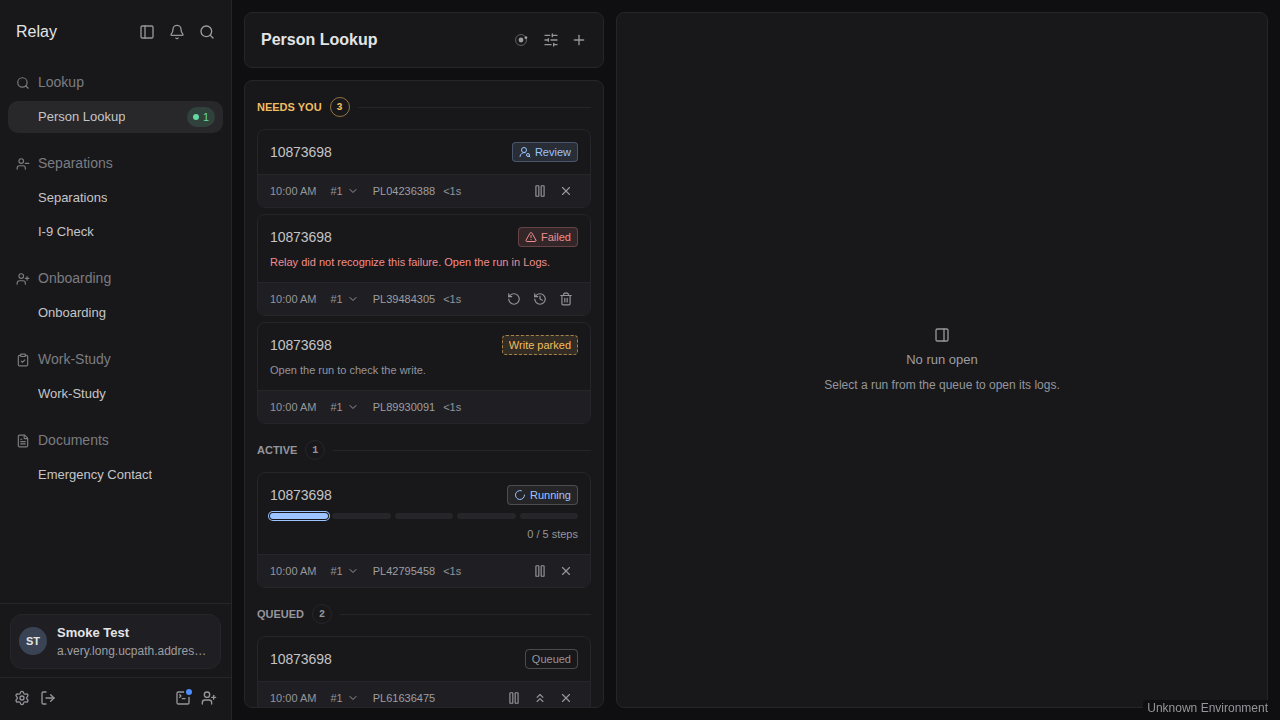 Relay
Lookup
Person Lookup
1
Separations
Separations
I-9 Check
Onboarding
Onboarding
Work-Study
Work-Study
Documents
Emergency Contact
ST
Smoke Test
a.very.long.ucpath.addres…
Person Lookup
NEEDS YOU 3
10873698
Review
10:00 AM #1 PL04236388 <1s
10873698
Failed
Relay did not recognize this failure. Open the run in Logs.
10:00 AM #1 PL39484305 <1s
10873698
Write parked
Open the run to check the write.
10:00 AM #1 PL89930091 <1s
ACTIVE 1
10873698
Running
0 / 5 steps
10:00 AM #1 PL42795458 <1s
QUEUED 2
10873698
Queued
10:00 AM #1 PL61636475
No run open
Select a run from the queue to open its logs.
Unknown Environment